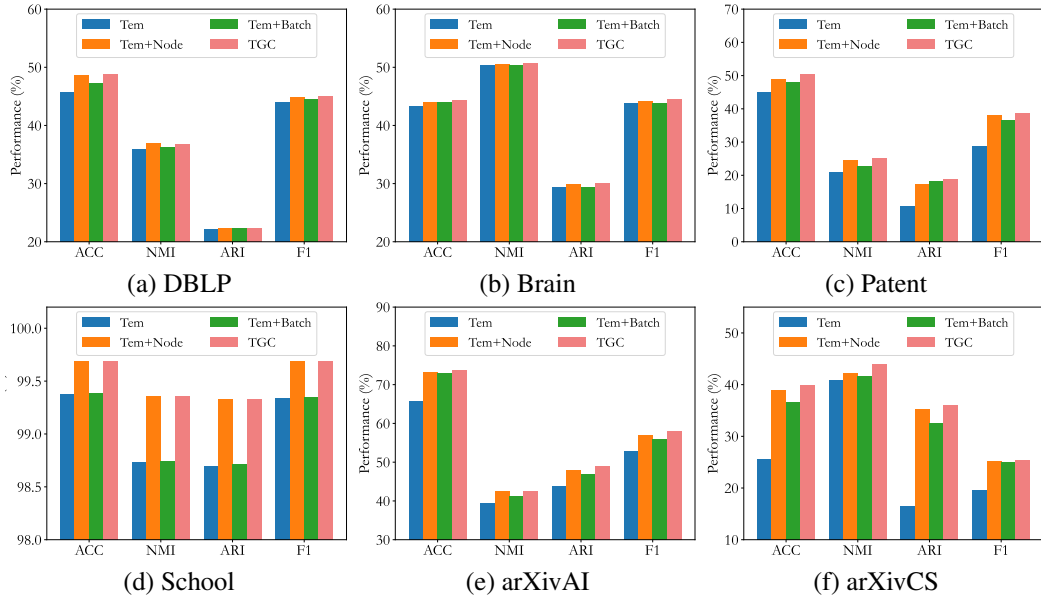 60
50
40
30
20
Performance (%)
Tem
Tem+Node
Tem+Batch
TGC
ACC NMI ARI F1
(a) DBLP
60
50
40
30
20
Performance (%)
Tem
Tem+Node
Tem+Batch
TGC
ACC NMI ARI F1
(b) Brain
70
60
50
40
30
20
10
0
Performance (%)
Tem
Tem+Node
Tem+Batch
TGC
ACC NMI ARI F1
(c) Patent
100.0
99.5
99.0
98.5
98.0
Tem
Tem+Node
Tem+Batch
TGC
ACC NMI ARI F1
(d) School
90
80
70
60
50
40
30
Performance (%)
Tem
Tem+Node
Tem+Batch
TGC
ACC NMI ARI F1
(e) arXivAI
50
40
30
20
10
Performance (%)
Tem
Tem+Node
Tem+Batch
TGC
ACC NMI ARI F1
(f) arXivCS